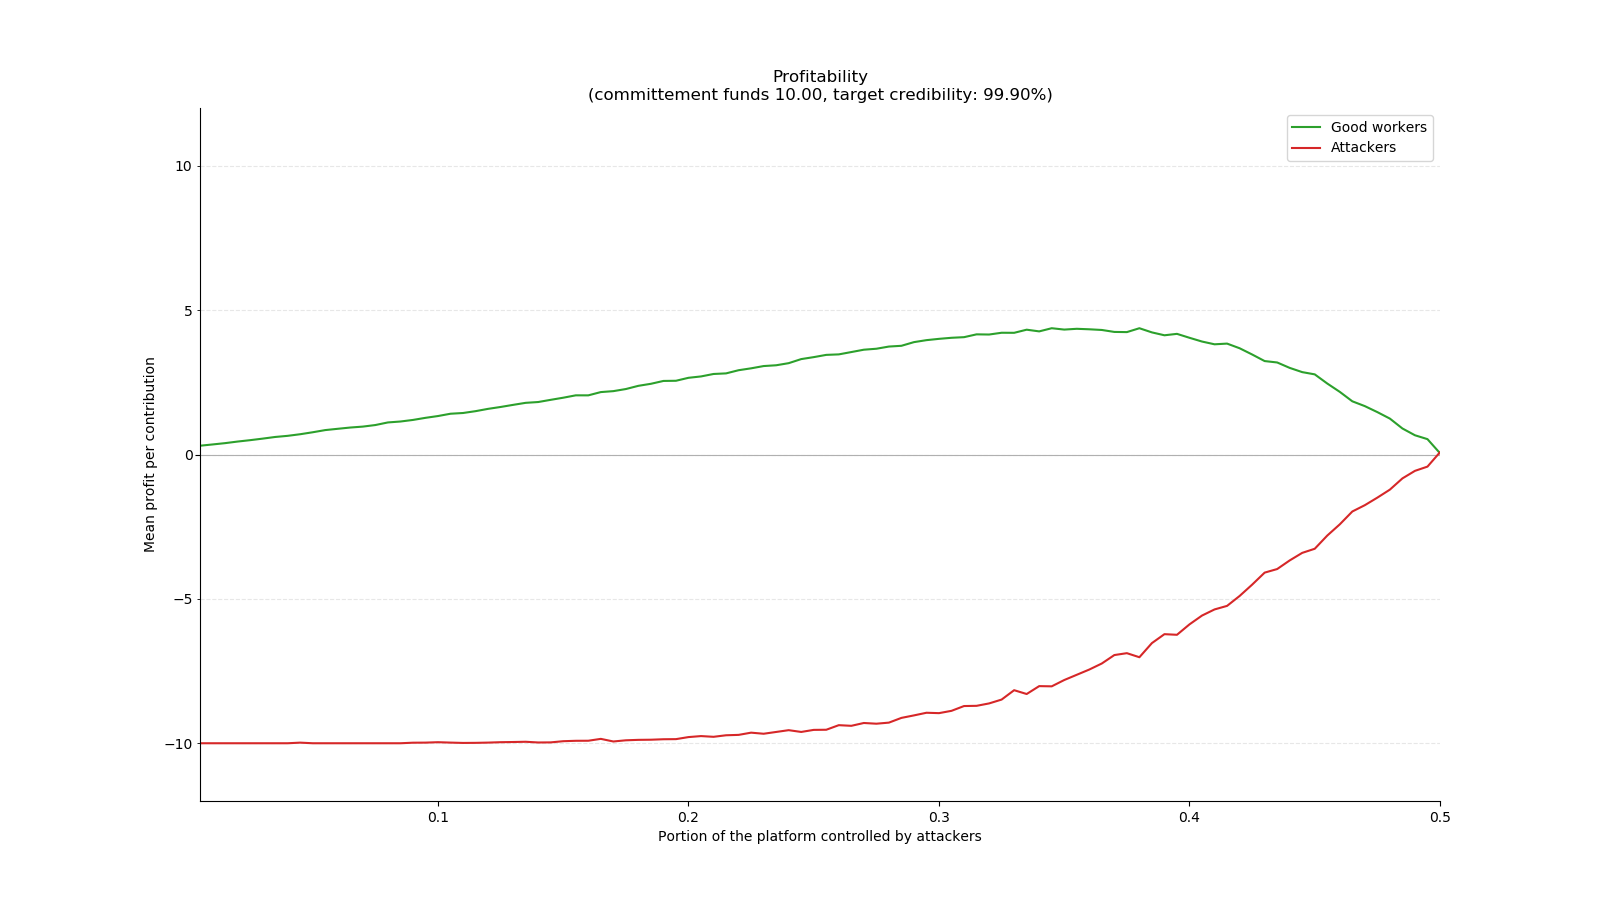 Profitability
(committement funds 10.00, target credibility: 99.90%)
Good workers
Attackers
10
5
0
−5
−10
Mean profit per contribution
0.1
0.2
0.3
0.4
0.5
Portion of the platform controlled by attackers